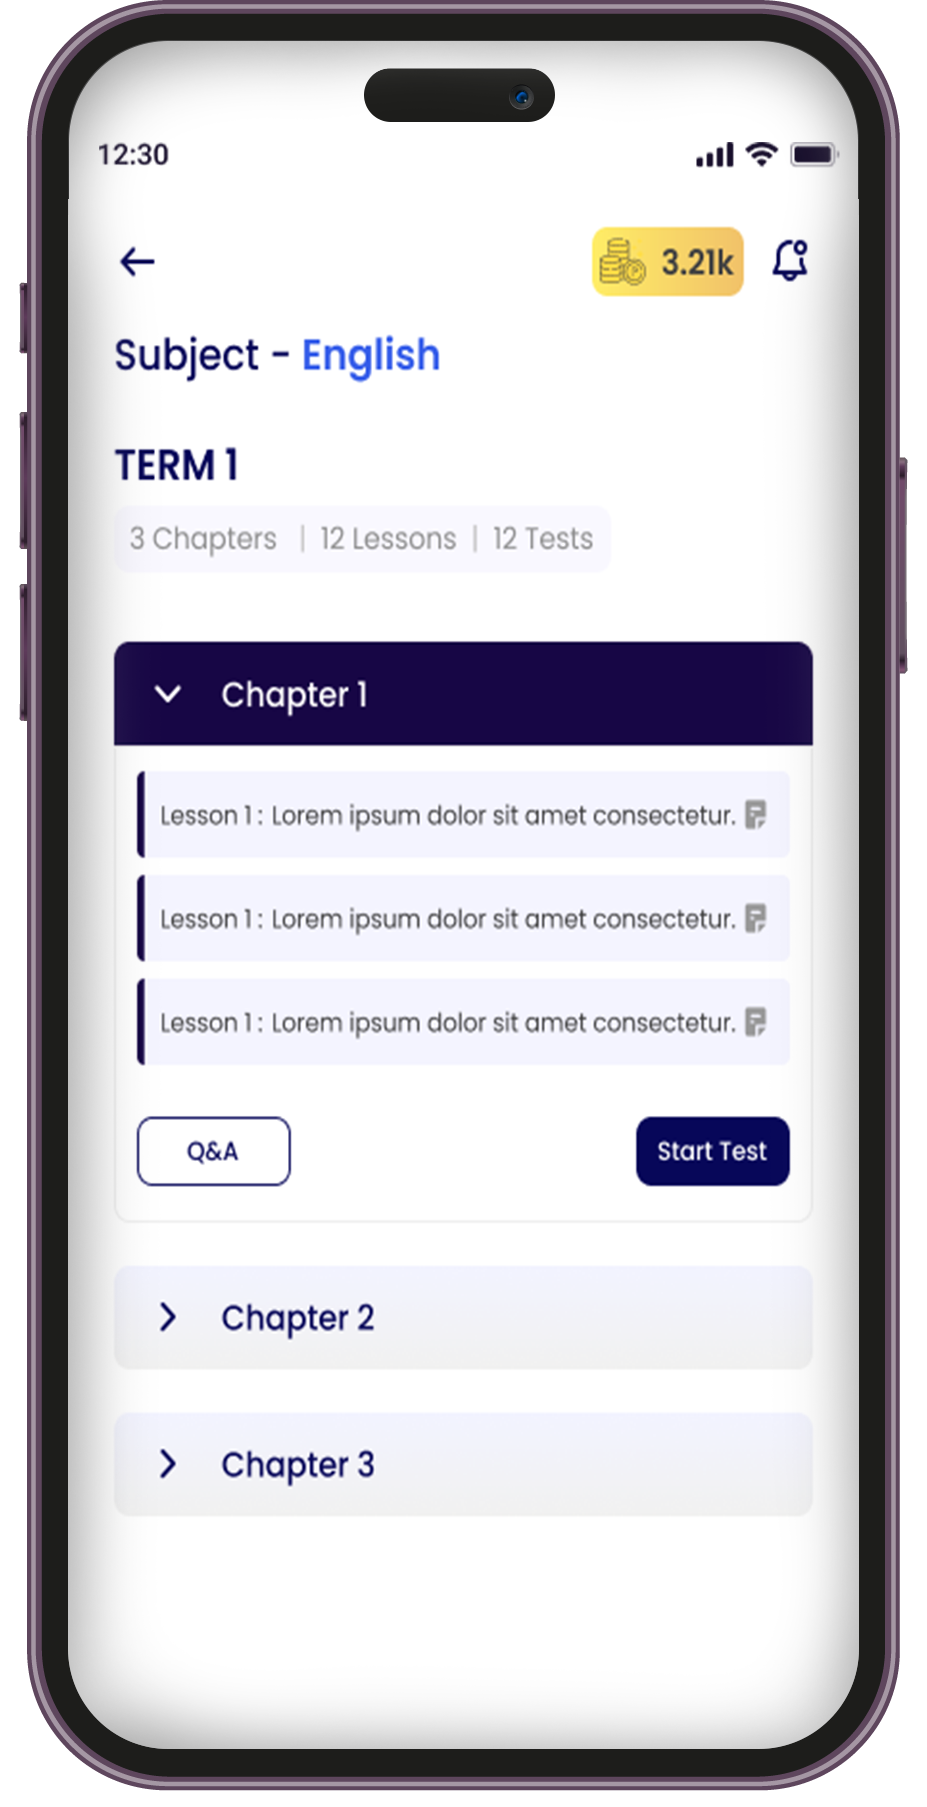 12:30
3.21k
Subject - English
TERM 1
3 Chapters | 12 Lessons | 12 Tests
Chapter 1
Lesson 1 : Lorem ipsum dolor sit amet consectetur.
Lesson 1 : Lorem ipsum dolor sit amet consectetur.
Lesson 1 : Lorem ipsum dolor sit amet consectetur.
Q&A Start Test
Chapter 2
Chapter 3